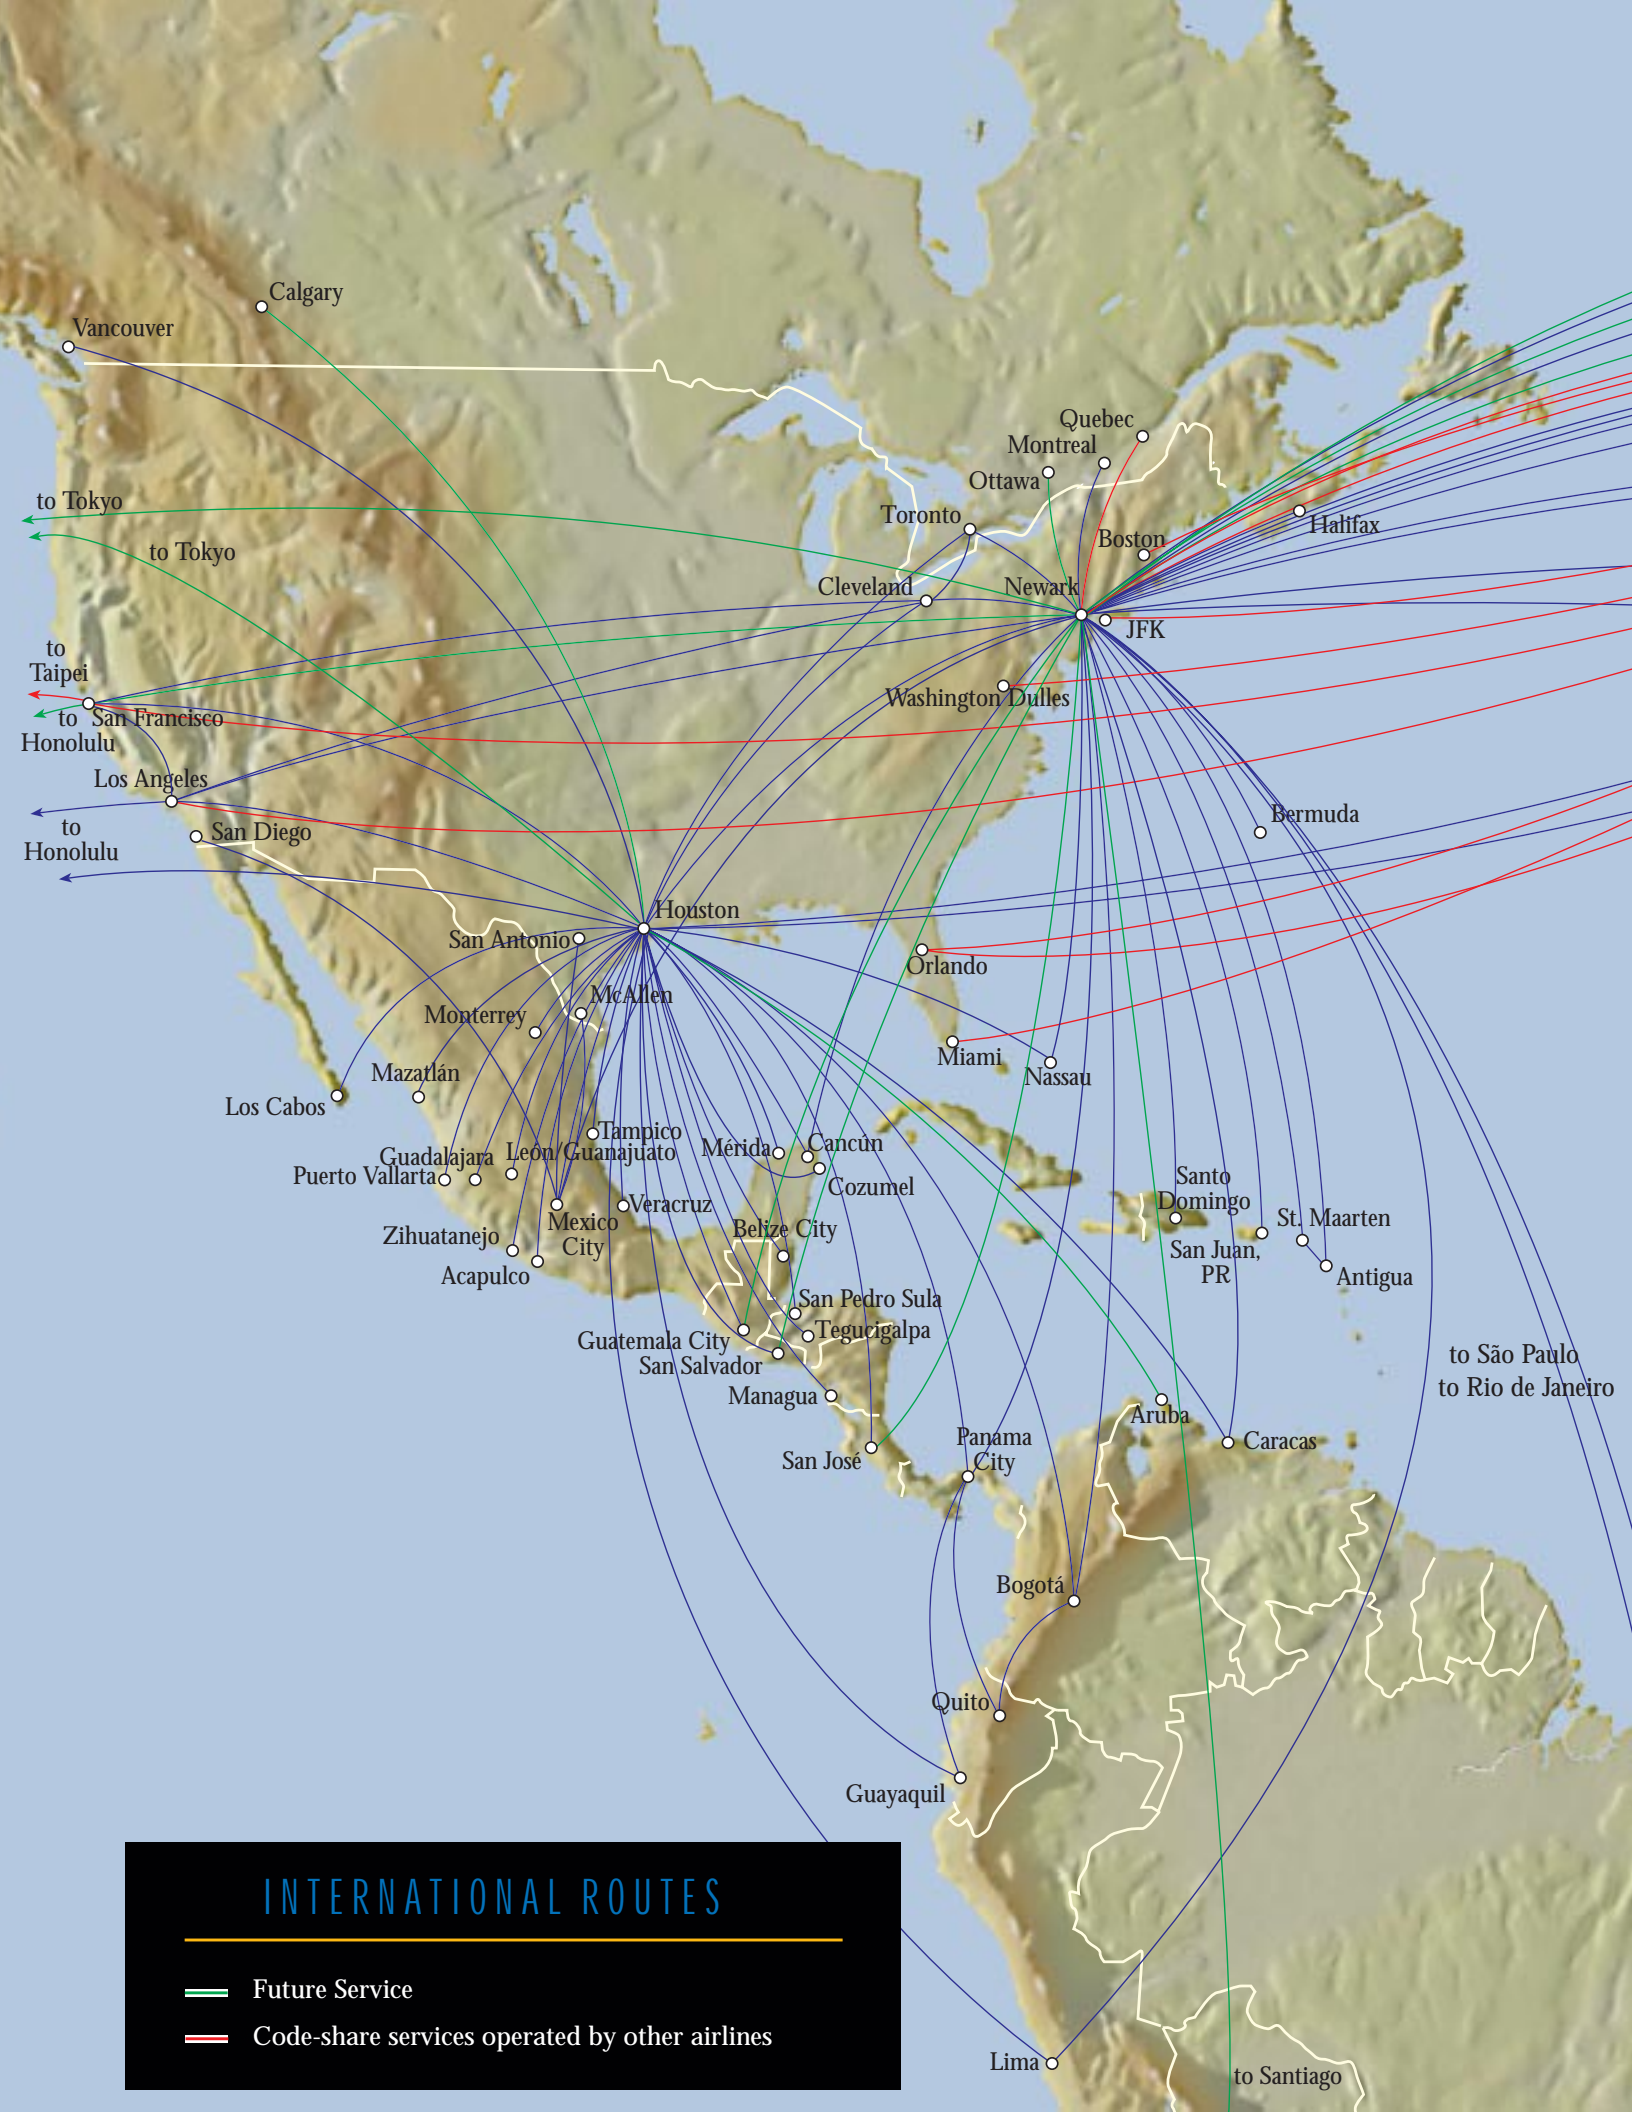 Calgary
Vancouver
Quebec
Montreal
Ottawa
to Tokyo
Toronto
Halifax
Boston
to Tokyo
Cleveland
Newark
JFK
to
Taipei
Washington Dulles
to
Honolulu
San Francisco
Los Angeles
Bermuda
to
Honolulu
San Diego
Houston
San Antonio
Orlando
McAllen
Monterrey
Miami
Nassau
Mazatlán
Los Cabos
Tampico
Mérida
Cancún
León/Guanajuato
Guadalajara
Puerto Vallarta
Cozumel
Santo
Domingo
Veracruz
Mexico
City
Belize City
St. Maarten
Zihuatanejo
San Juan,
PR
Acapulco
Antigua
San Pedro Sula
Tegucigalpa
Guatemala City
San Salvador
to São Paulo
to Rio de Janeiro
Managua
Aruba
Panama
City
Caracas
San José
Bogotá
Quito
Guayaquil
INTERNATIONAL ROUTES
Future Service
Code-share services operated by other airlines
Lima
to Santiago